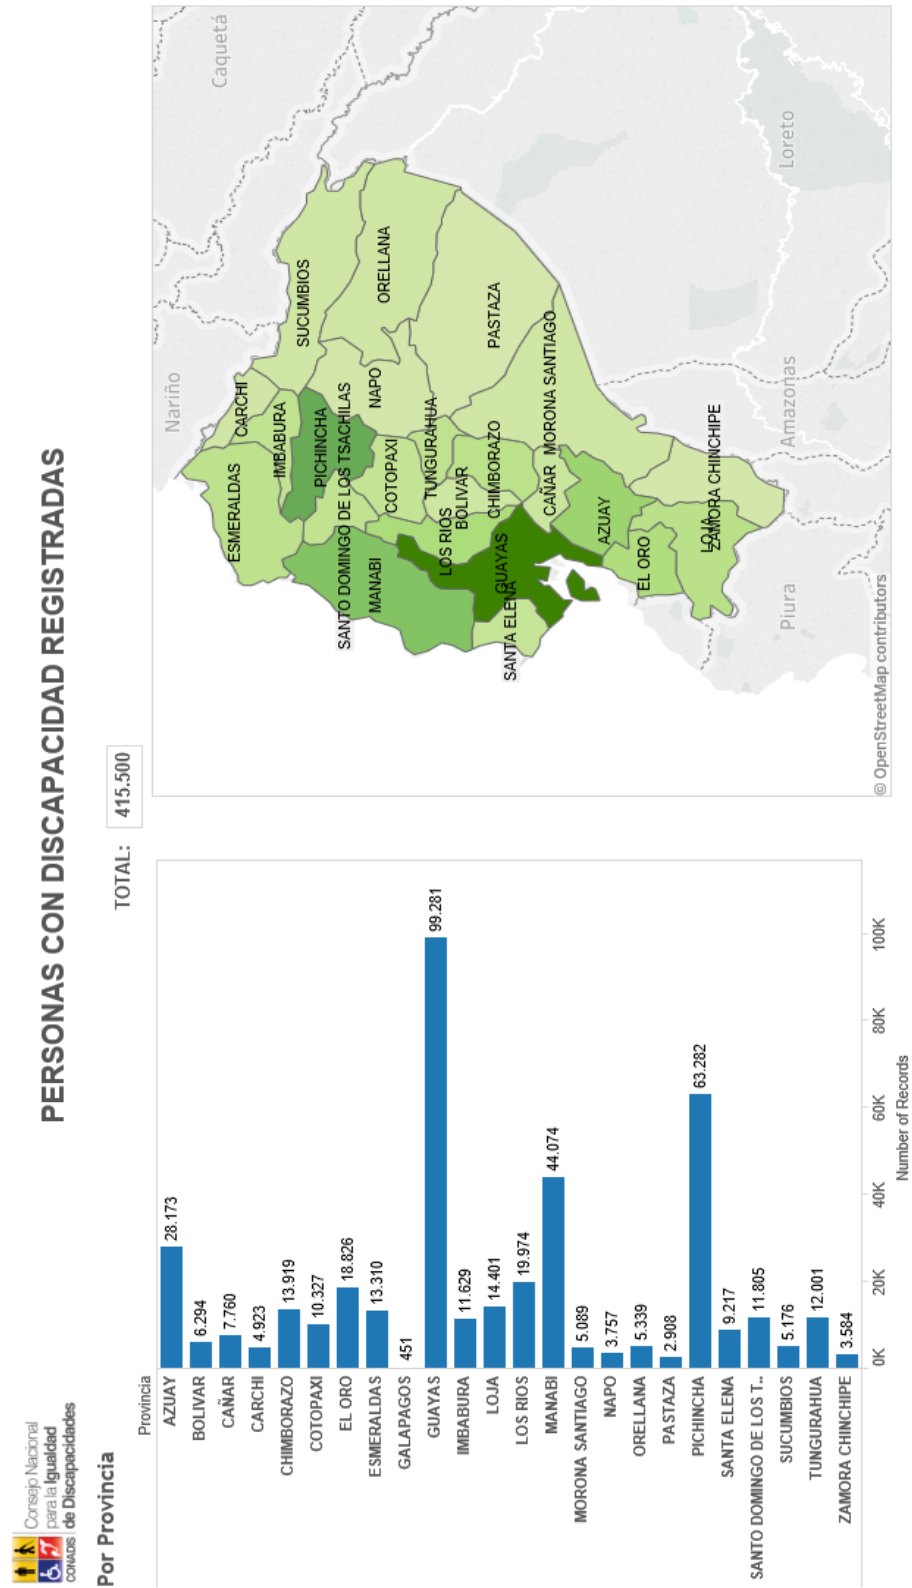 CONADIS
Consejo Nacional
para la Igualdad
de Discapacidades
PERSONAS CON DISCAPACIDAD REGISTRADAS
Por Provincia
TOTAL: 415.500
Provincia
AZUAY 28.173
BOLIVAR 6.294
CAÑAR 7.760
CARCHI 4.923
CHIMBORAZO 13.919
COTOPAXI 10.327
EL ORO 18.826
ESMERALDAS 13.310
GALAPAGOS 451
GUAYAS 99.281
IMBABURA 11.629
LOJA 14.401
LOS RIOS 19.974
MANABI 44.074
MORONA SANTIAGO 5.089
NAPO 3.757
ORELLANA 5.339
PASTAZA 2.908
PICHINCHA 63.282
SANTA ELENA 9.217
SANTO DOMINGO DE LOS T.. 11.805
SUCUMBIOS 5.176
TUNGURAHUA 12.001
ZAMORA CHINCHIPE 3.584
0K 20K 40K 60K 80K 100K
Number of Records
Nariño
Caquetá
CARCHI
ESMERALDAS
IMBABURA
SUCUMBIOS
PICHINCHA
SANTO DOMINGO DE LOS TSACHILAS
NAPO
ORELLANA
MANABI
COTOPAXI
TUNGURAHUA
LOS RIOS
BOLIVAR
CHIMBORAZO
PASTAZA
GUAYAS
SANTA ELENA
CAÑAR
MORONA SANTIAGO
AZUAY
EL ORO
LOJA
ZAMORA CHINCHIPE
Piura
Amazonas
Loreto
© OpenStreetMap contributors